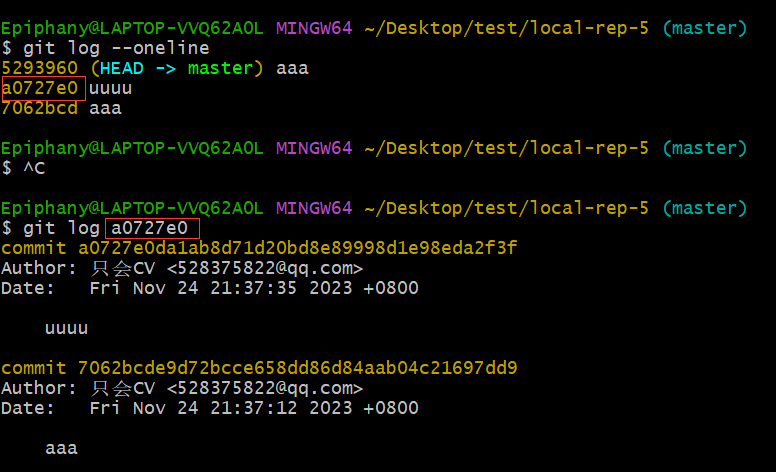 Epiphany@LAPTOP-VVQ62AOL MINGW64 ~/Desktop/test/local-rep-5 (master)
$ git log --oneline
5293960 (HEAD -> master) aaa
a0727e0 uuuu
7062bcd aaa
Epiphany@LAPTOP-VVQ62AOL MINGW64 ~/Desktop/test/local-rep-5 (master)
$ ^C
Epiphany@LAPTOP-VVQ62AOL MINGW64 ~/Desktop/test/local-rep-5 (master)
$ git log a0727e0
commit a0727e0da1ab8d71d20bd8e89998d1e98eda2f3f
Author: 只会CV <528375822@qq.com>
Date:   Fri Nov 24 21:37:35 2023 +0800
    uuuu
commit 7062bcde9d72bcce658dd86d84aab04c21697dd9
Author: 只会CV <528375822@qq.com>
Date:   Fri Nov 24 21:37:12 2023 +0800
    aaa